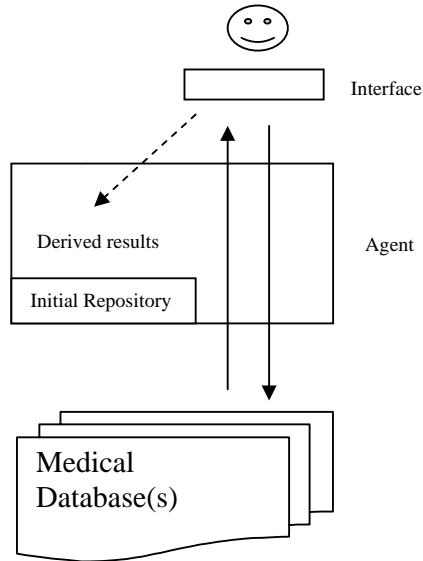 Interface
Derived results
Agent
Initial Repository
Medical
Database(s)